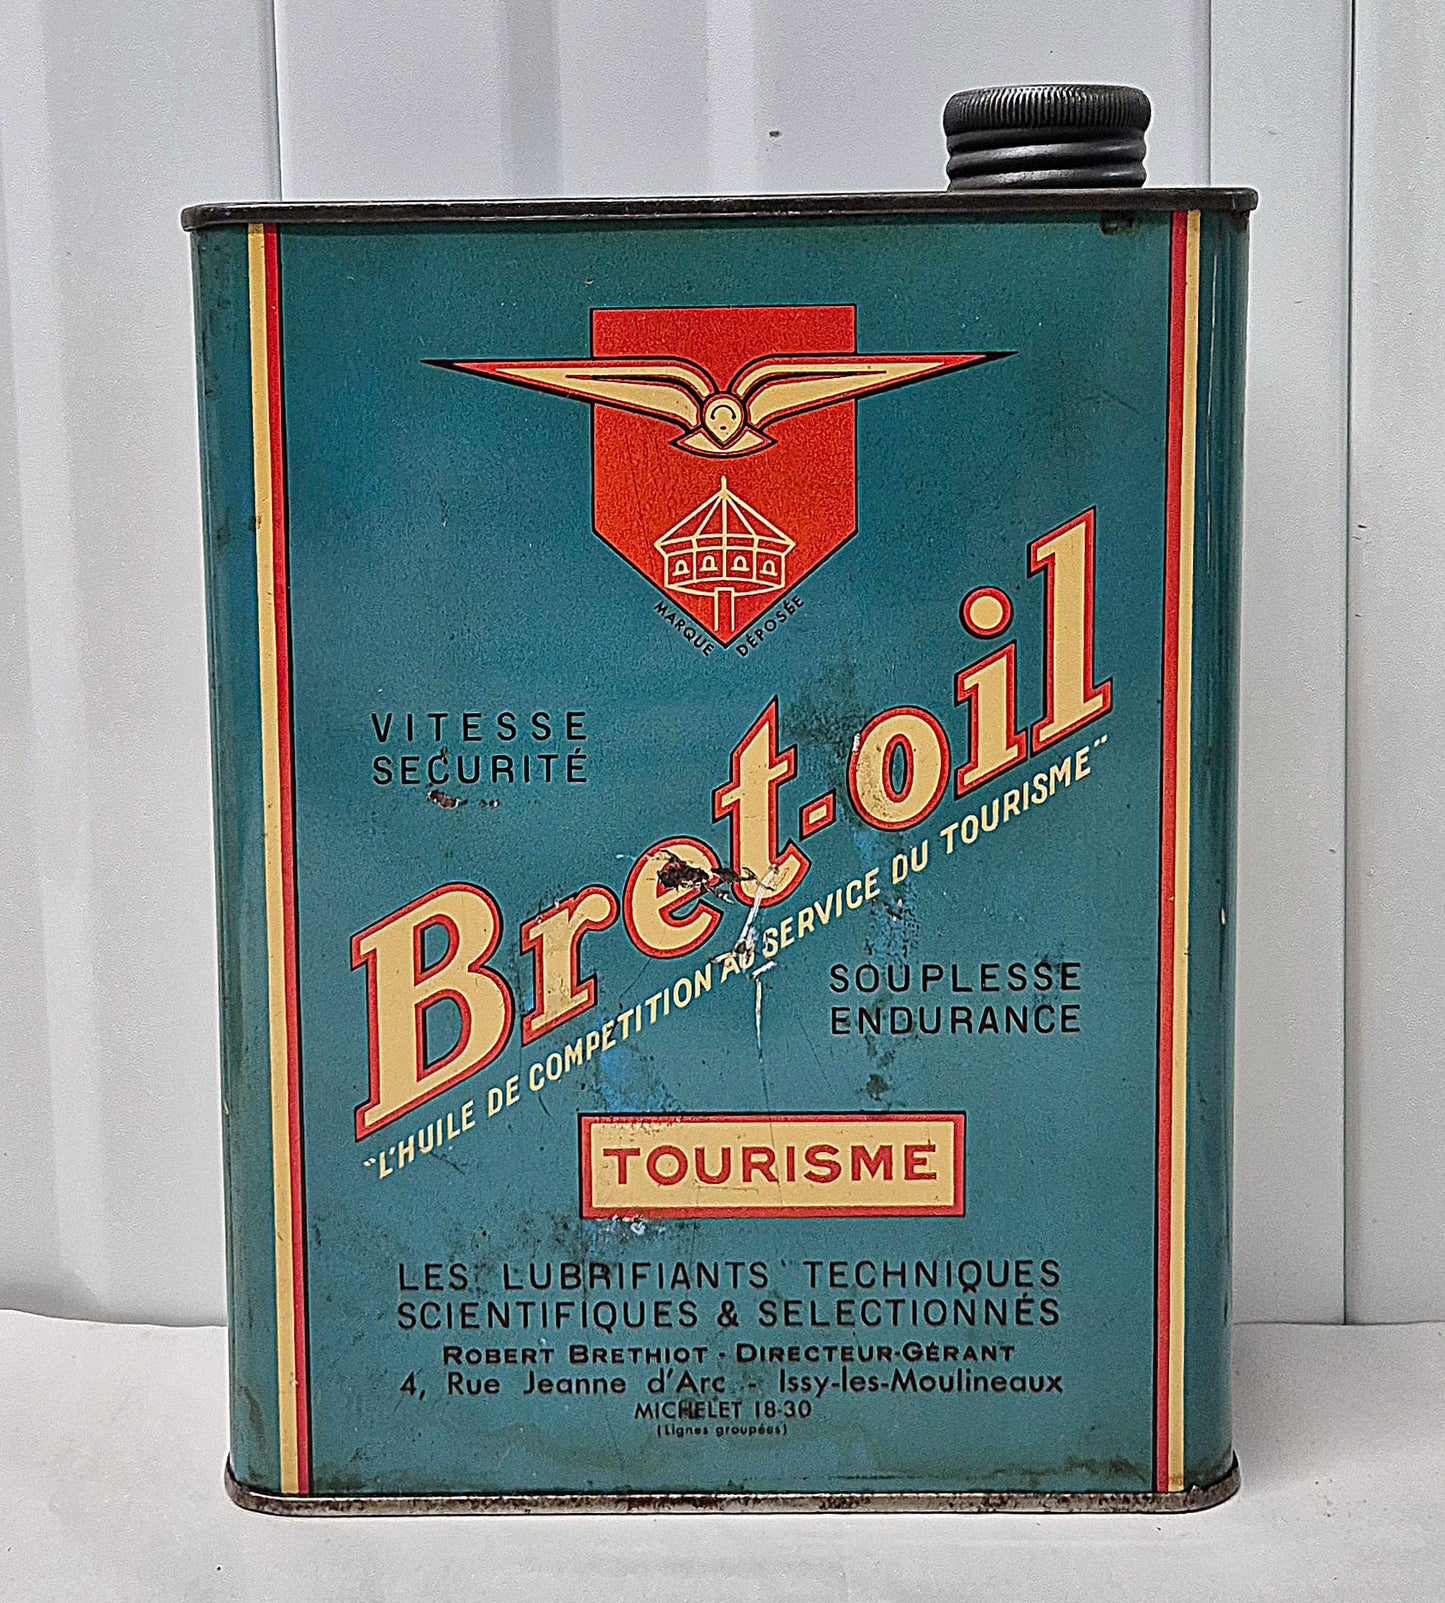 MARQUE DÉPOSÉE
VITESSE
SECURITÉ
Bret-oil
"L'HUILE DE COMPETITION AU SERVICE DU TOURISME"
SOUPLESSE
ENDURANCE
TOURISME
LES LUBRIFIANTS TECHNIQUES
SCIENTIFIQUES & SELECTIONNÉS
ROBERT BRETHIOT - DIRECTEUR-GÉRANT
4, Rue Jeanne d'Arc - Issy-les-Moulineaux
MICHELET 18-30
(Lignes groupées)